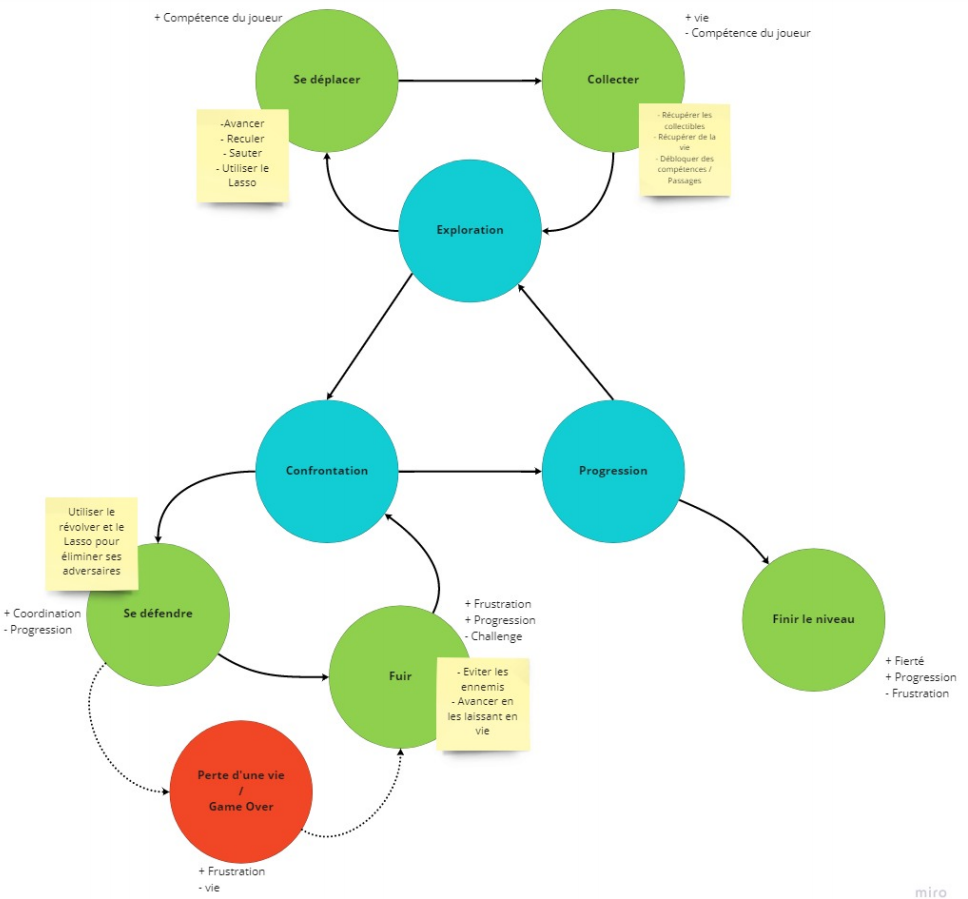 + Compétence du joueur
Se déplacer
-Avancer
- Reculer
- Sauter
- Utiliser le
Lasso
+ vie
- Compétence du joueur
Collecter
- Récupérer les
collectibles
- Récupérer de la
vie
- Débloquer des
compétences /
Passages
Exploration
Confrontation
Progression
Utiliser le
révolver et le
Lasso pour
éliminer ses
adversaires
+ Coordination
- Progression
Se défendre
+ Frustration
+ Progression
- Challenge
Fuir
- Eviter les
ennemis
- Avancer en
les laissant en
vie
Finir le niveau
+ Fierté
+ Progression
- Frustration
Perte d'une vie
/
Game Over
+ Frustration
- vie
miro